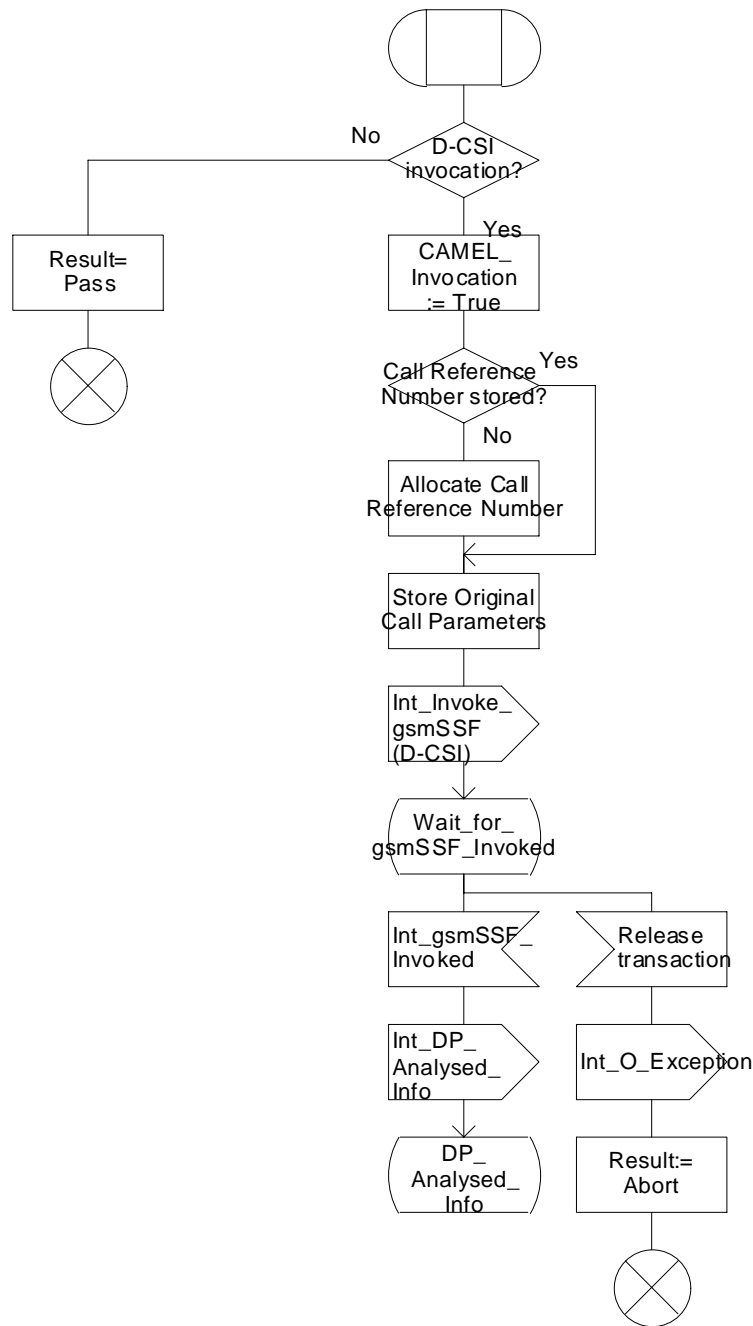 No
D-CSI
invocation?
Yes
Result=
Pass
CAMEL_
Invocation
:= True
Call Reference
Number stored?
Yes
No
Allocate Call
Reference Number
Store Original
Call Parameters
Int_Invoke_
gsmSSF
(D-CSI)
Wait_for_
gsmSSF_Invoked
Int_gsmSSF_
Invoked
Release
transaction
Int_DP_
Analysed_
Info
Int_O_Exception
DP_
Analysed_
Info
Result:=
Abort